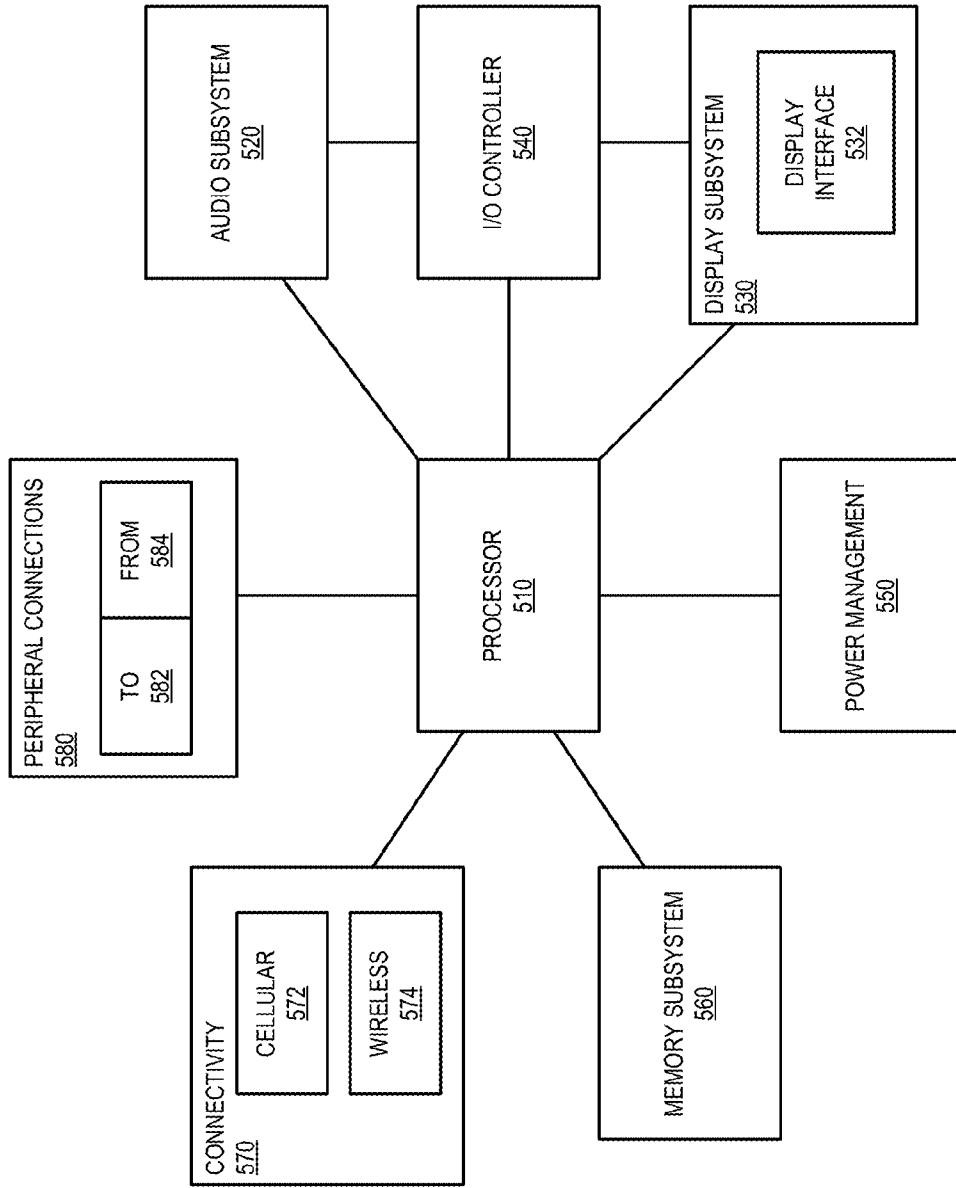 PERIPHERAL CONNECTIONS
580
TO
582
FROM
584
CONNECTIVITY
570
CELLULAR
572
WIRELESS
574
AUDIO SUBSYSTEM
520
PROCESSOR
510
I/O CONTROLLER
540
MEMORY SUBSYSTEM
560
DISPLAY SUBSYSTEM
530
DISPLAY
INTERFACE
532
POWER MANAGEMENT
550